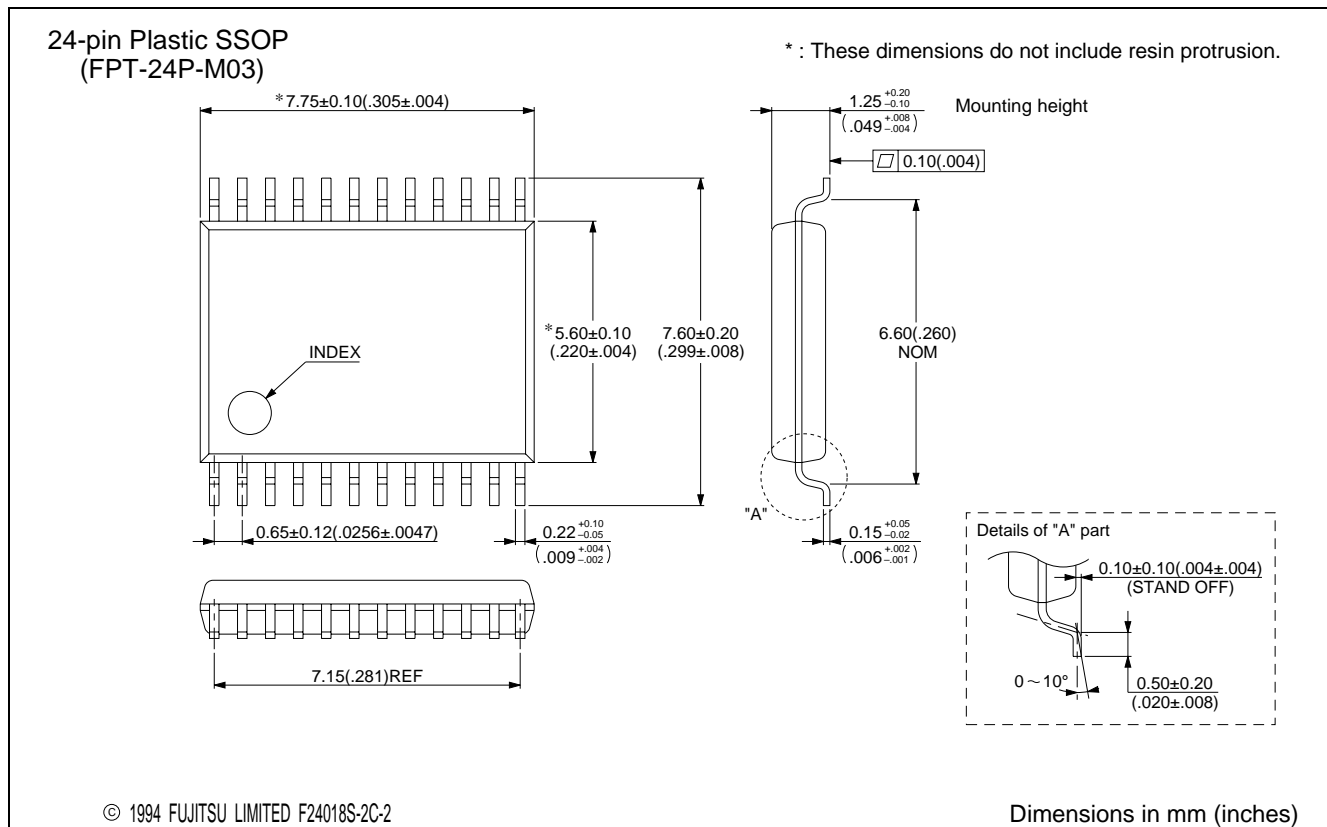 24-pin Plastic SSOP
(FPT-24P-M03)
* : These dimensions do not include resin protrusion.
*7.75±0.10(.305±.004)
1.25 +0.20 −0.10
(.049 +.008 −.004)
Mounting height
0.10(.004)
INDEX
*5.60±0.10
(.220±.004)
7.60±0.20
(.299±.008)
6.60(.260)
NOM
"A"
0.65±0.12(.0256±.0047)
0.22 +0.10 −0.05
(.009 +.004 −.002)
0.15 +0.05 −0.02
(.006 +.002 −.001)
Details of "A" part
0.10±0.10(.004±.004)
(STAND OFF)
0~10°
0.50±0.20
(.020±.008)
7.15(.281)REF
© 1994 FUJITSU LIMITED F24018S-2C-2
Dimensions in mm (inches)